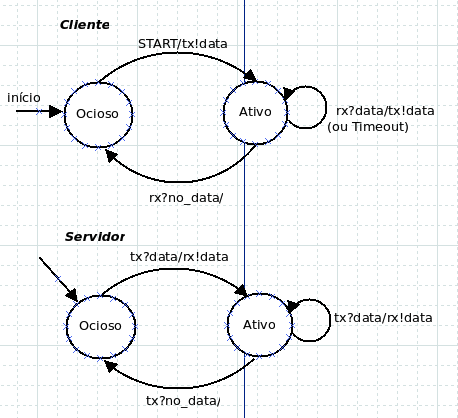 Cliente
START/tx!data
início
Ocioso
Ativo
rx?data/tx!data
(ou Timeout)
rx?no_data/
Servidor
tx?data/rx!data
Ocioso
Ativo
tx?data/rx!data
tx?no_data/